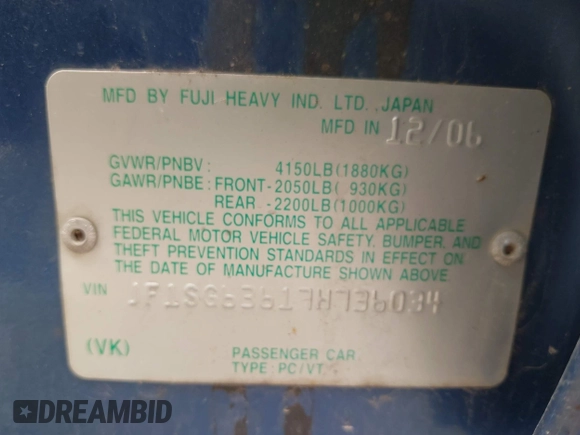 MFD BY FUJI HEAVY IND. LTD., JAPAN
MFD IN 12/06
GVWR/PNBV: 4150LB(1880KG)
GAWR/PNBE: FRONT-2050LB( 930KG)
REAR -2200LB(1000KG)
THIS VEHICLE CONFORMS TO ALL APPLICABLE
FEDERAL MOTOR VEHICLE SAFETY, BUMPER, AND
THEFT PREVENTION STANDARDS IN EFFECT ON
THE DATE OF MANUFACTURE SHOWN ABOVE.
VIN
(VK) PASSENGER CAR
TYPE: PC/VT
DREAMBID